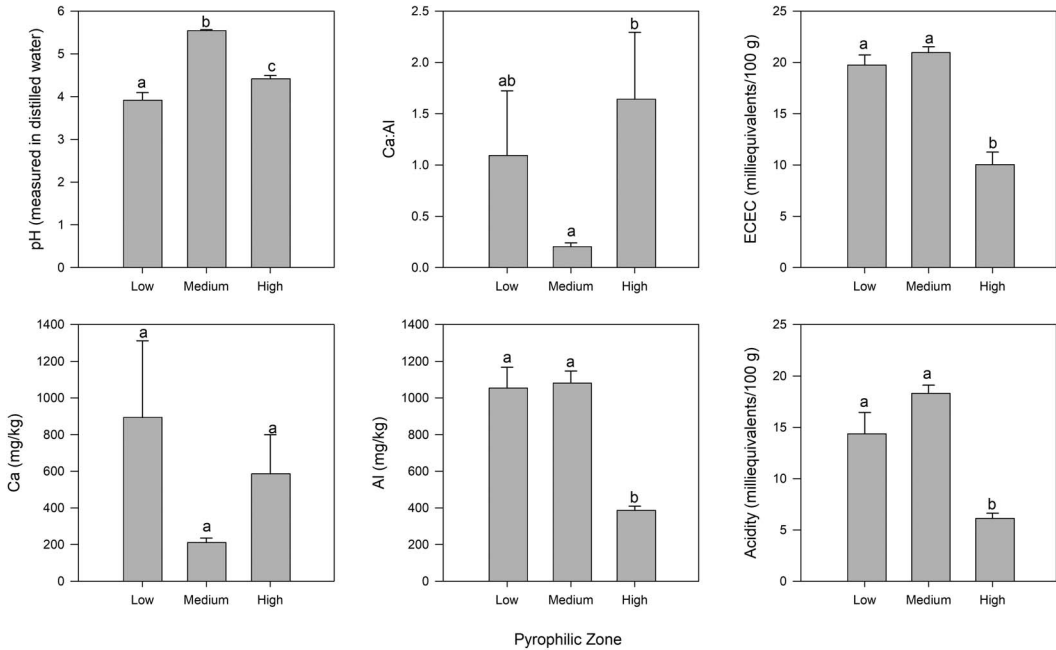 pH (measured in distilled water)
6
5
4
3
2
1
0
a
b
c
Low Medium High
Ca:Al
2.5
2.0
1.5
1.0
0.5
0.0
ab
a
b
Low Medium High
ECEC (milliequivalents/100 g)
25
20
15
10
5
0
a
a
b
Low Medium High
Ca (mg/kg)
1400
1200
1000
800
600
400
200
0
a
a
a
Low Medium High
Al (mg/kg)
1400
1200
1000
800
600
400
200
0
a
a
b
Low Medium High
Acidity (milliequivalents/100 g)
25
20
15
10
5
0
a
a
b
Low Medium High
Pyrophilic Zone